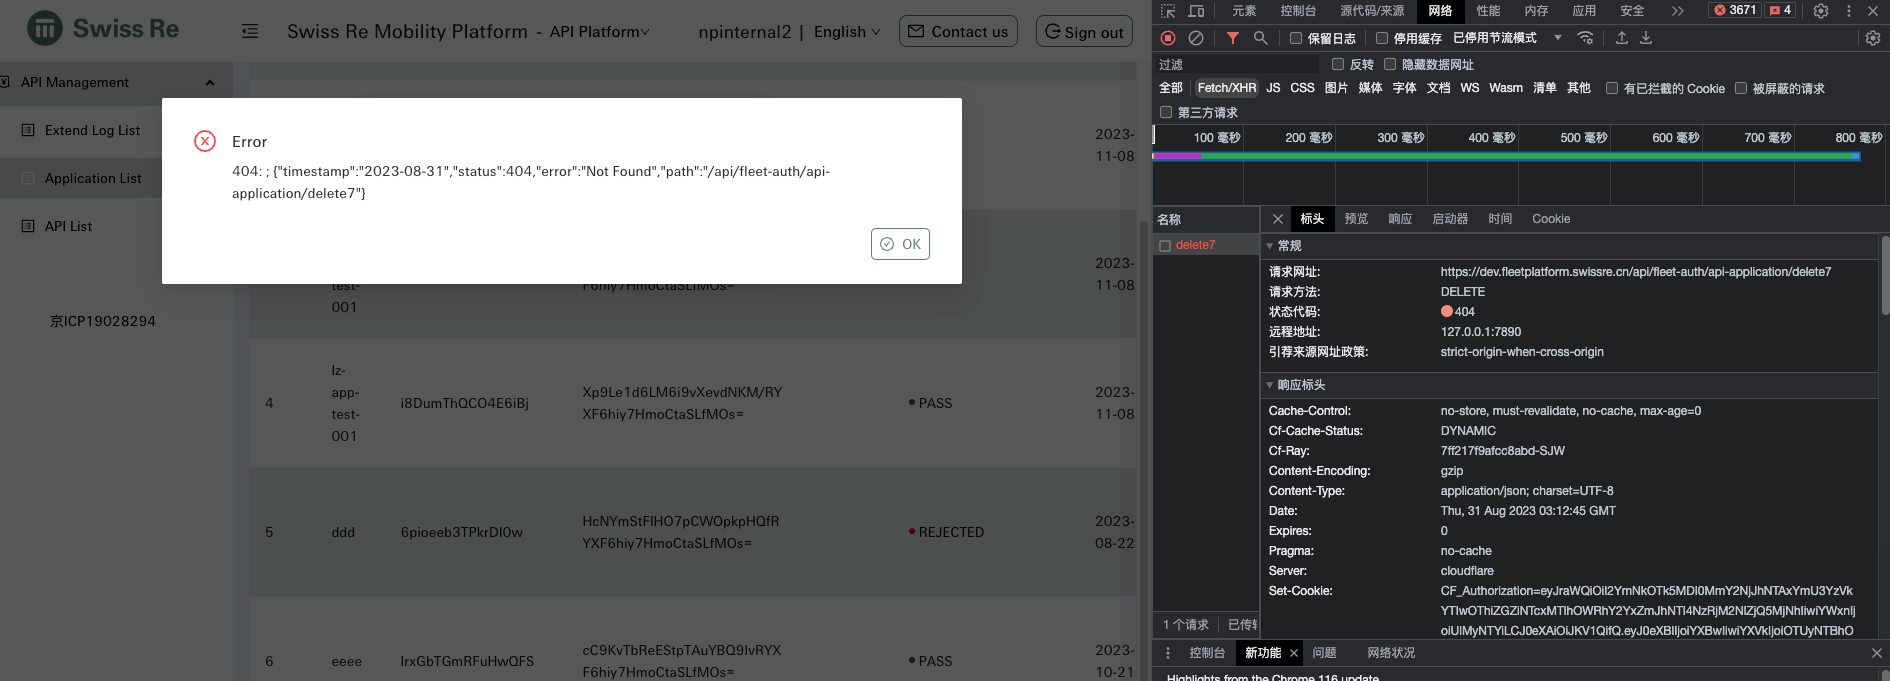 Swiss Re
Swiss Re Mobility Platform - API Platform
npinternal2 | English
Contact us
Sign out
API Management
Extend Log List
Application List
API List
京ICP19028294
Error
404: ; {"timestamp":"2023-08-31","status":404,"error":"Not Found","path":"/api/fleet-auth/api-
application/delete7"}
OK
2023-
11-08
test-
001
F6hiy7HmoCtaSLfMOs=
2023-
11-08
4
lz-
app-
test-
001
i8DumThQCO4E6iBj
Xp9Le1d6LM6i9vXevdNKM/RY
XF6hiy7HmoCtaSLfMOs=
PASS
2023-
11-08
5
ddd
6pioeeb3TPkrDI0w
HcNYmStFlHO7pCWOpkpHQfR
YXF6hiy7HmoCtaSLfMOs=
REJECTED
2023-
08-22
6
eeee
IrxGbTGmRFuHwQFS
cC9KvTbReEStpTAuYBQ9IvRYX
F6hiy7HmoCtaSLfMOs=
PASS
2023-
10-21
元素 控制台 源代码/来源 网络 性能 内存 应用 安全 3671 4
保留日志 停用缓存 已停用节流模式
过滤 反转 隐藏数据网址
全部 Fetch/XHR JS CSS 图片 媒体 字体 文档 WS Wasm 清单 其他 有已拦截的 Cookie 被屏蔽的请求
第三方请求
100 毫秒 200 毫秒 300 毫秒 400 毫秒 500 毫秒 600 毫秒 700 毫秒 800 毫秒
名称
delete7
标头 预览 响应 启动器 时间 Cookie
常规
请求网址: https://dev.fleetplatform.swissre.cn/api/fleet-auth/api-application/delete7
请求方法: DELETE
状态代码: 404
远程地址: 127.0.0.1:7890
引荐来源网址政策: strict-origin-when-cross-origin
响应标头
Cache-Control: no-store, must-revalidate, no-cache, max-age=0
Cf-Cache-Status: DYNAMIC
Cf-Ray: 7ff217f9afcc8abd-SJW
Content-Encoding: gzip
Content-Type: application/json; charset=UTF-8
Date: Thu, 31 Aug 2023 03:12:45 GMT
Expires: 0
Pragma: no-cache
Server: cloudflare
Set-Cookie: CF_Authorization=eyJraWQiOiI2YmNkOTk5MDI0MmY2NjJhNTAxYmU3YzVk
YTIwOThiZGZiNTcxMTlhOWRhY2YxZmJhNTI4NzRjM2NlZjQ5MjNhIiwiYWxnIj
oiUlMyNTYiLCJ0eXAiOiJKV1QifQ.eyJ0eXBlIjoiYXBwIiwiYXVkIjoiOTUyNTBhO
1 个请求
控制台 新功能 问题 网络状况
Highlights from the Chrome 116 update